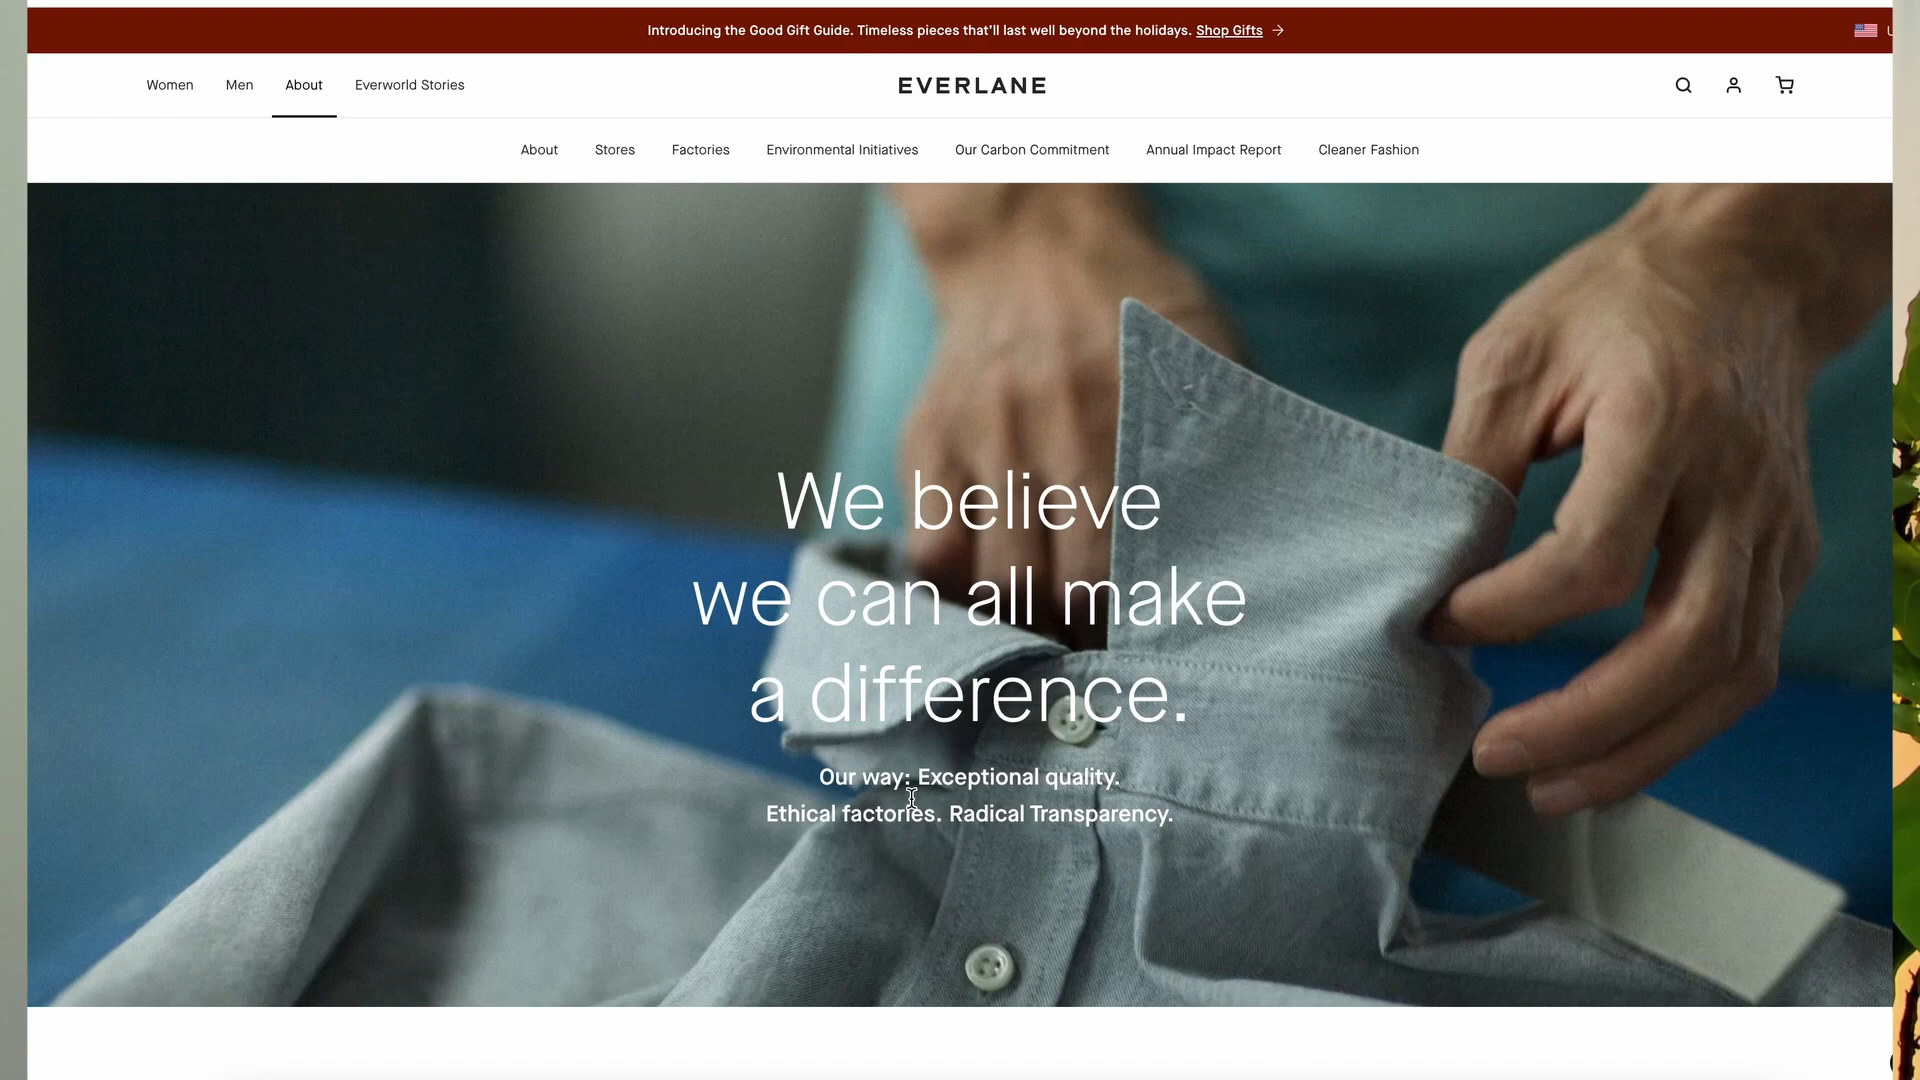 Introducing the Good Gift Guide. Timeless pieces that'll last well beyond the holidays. Shop Gifts
Women Men About Everworld Stories
EVERLANE
About Stores Factories Environmental Initiatives Our Carbon Commitment Annual Impact Report Cleaner Fashion
We believe
we can all make
a difference.
Our way: Exceptional quality.
Ethical factories. Radical Transparency.